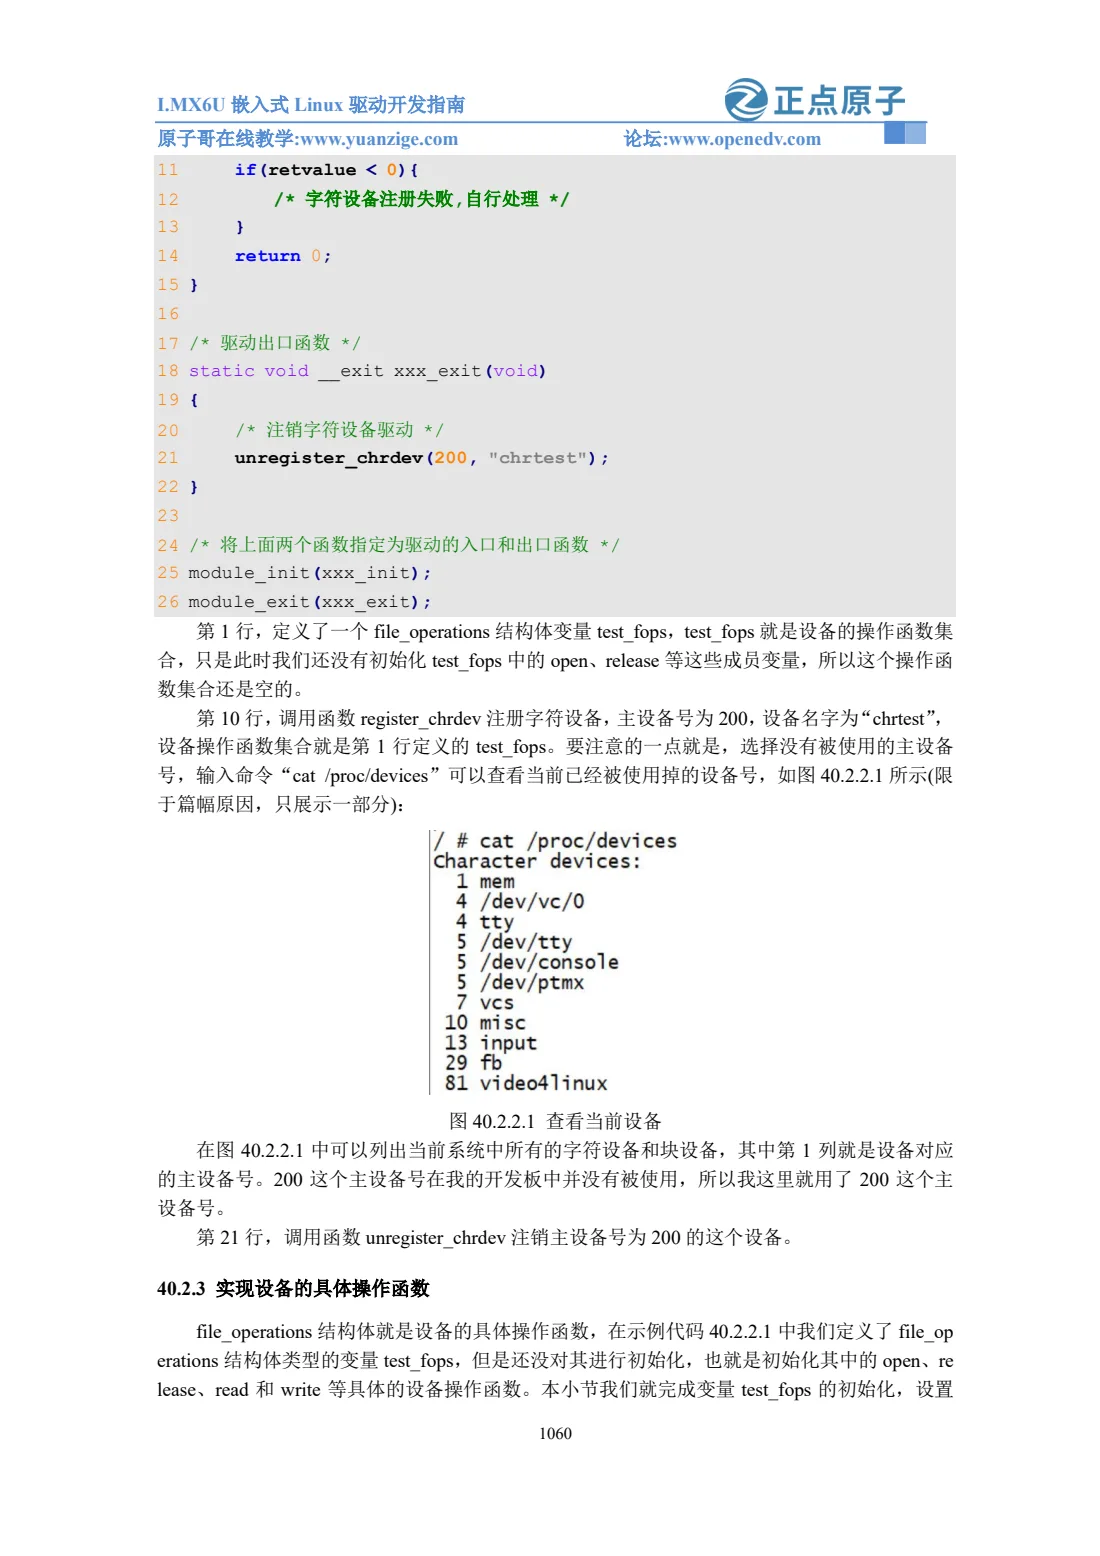 I.MX6U 嵌入式 Linux 驱动开发指南
正点原子
原子哥在线教学:www.yuanzige.com 论坛:www.openedv.com
11 if(retvalue < 0){
12 /* 字符设备注册失败,自行处理 */
13 }
14 return 0;
15 }
16
17 /* 驱动出口函数 */
18 static void __exit xxx_exit(void)
19 {
20 /* 注销字符设备驱动 */
21 unregister_chrdev(200, "chrtest");
22 }
23
24 /* 将上面两个函数指定为驱动的入口和出口函数 */
25 module_init(xxx_init);
26 module_exit(xxx_exit);
第 1 行，定义了一个 file_operations 结构体变量 test_fops，test_fops 就是设备的操作函数集
合，只是此时我们还没有初始化 test_fops 中的 open、release 等这些成员变量，所以这个操作函
数集合还是空的。
第 10 行，调用函数 register_chrdev 注册字符设备，主设备号为 200，设备名字为“chrtest”，
设备操作函数集合就是第 1 行定义的 test_fops。要注意的一点就是，选择没有被使用的主设备
号，输入命令“cat /proc/devices”可以查看当前已经被使用掉的设备号，如图 40.2.2.1 所示(限
于篇幅原因，只展示一部分)：
/ # cat /proc/devices
Character devices:
1 mem
4 /dev/vc/0
4 tty
5 /dev/tty
5 /dev/console
5 /dev/ptmx
7 vcs
10 misc
13 input
29 fb
81 video4linux
图 40.2.2.1 查看当前设备
在图 40.2.2.1 中可以列出当前系统中所有的字符设备和块设备，其中第 1 列就是设备对应
的主设备号。200 这个主设备号在我的开发板中并没有被使用，所以我这里就用了 200 这个主
设备号。
第 21 行，调用函数 unregister_chrdev 注销主设备号为 200 的这个设备。
40.2.3 实现设备的具体操作函数
file_operations 结构体就是设备的具体操作函数，在示例代码 40.2.2.1 中我们定义了 file_op
erations 结构体类型的变量 test_fops，但是还没对其进行初始化，也就是初始化其中的 open、re
lease、read 和 write 等具体的设备操作函数。本小节我们就完成变量 test_fops 的初始化，设置
1060